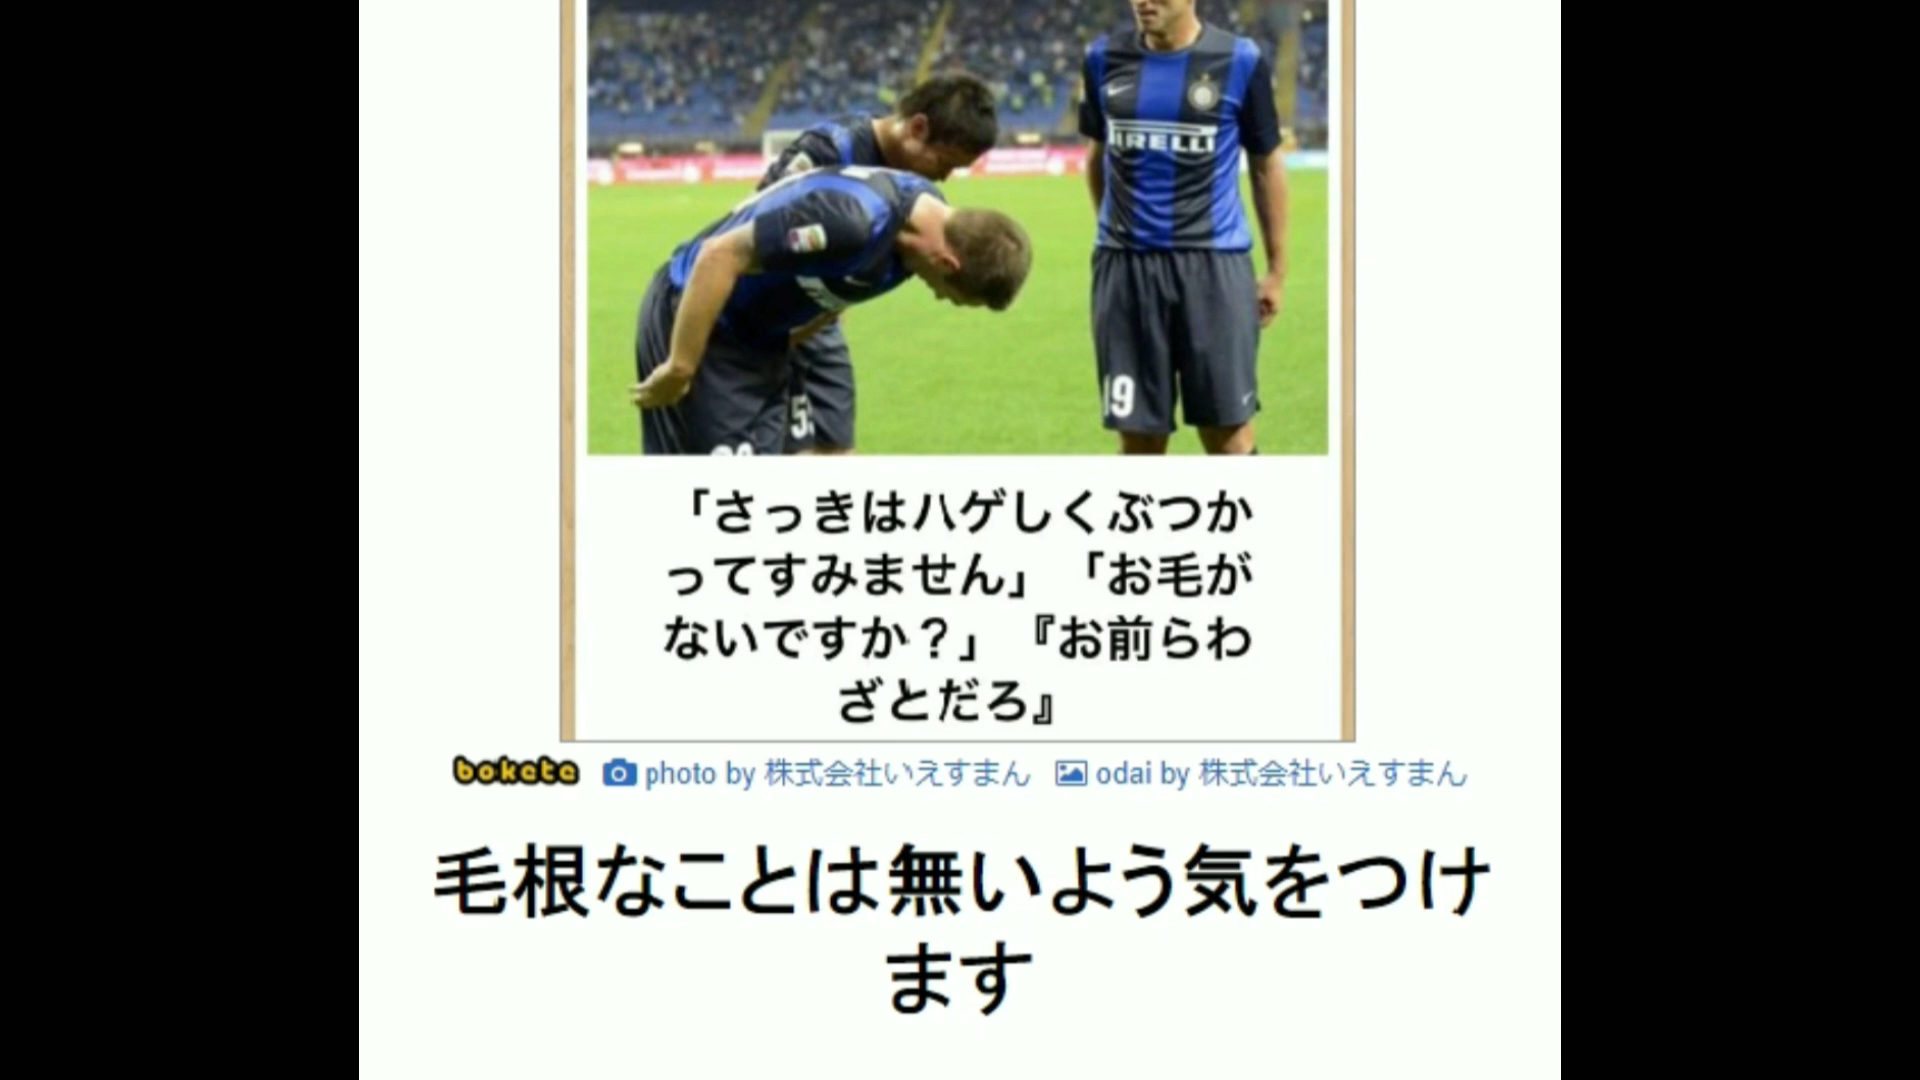 PIRELLI
19
「さっきはハゲしくぶつか
ってすみません」「お毛が
ないですか？」『お前らわ
ざとだろ』
bokete photo by 株式会社いえすまん odai by 株式会社いえすまん
毛根なことは無いよう気をつけ
ます